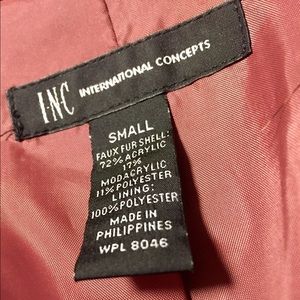 I·N·C INTERNATIONAL CONCEPTS
SMALL
FAUX FUR SHELL:
72% ACRYLIC
17%
MODACRYLIC
11% POLYESTER
LINING:
100% POLYESTER
MADE IN
PHILIPPINES
WPL 8046